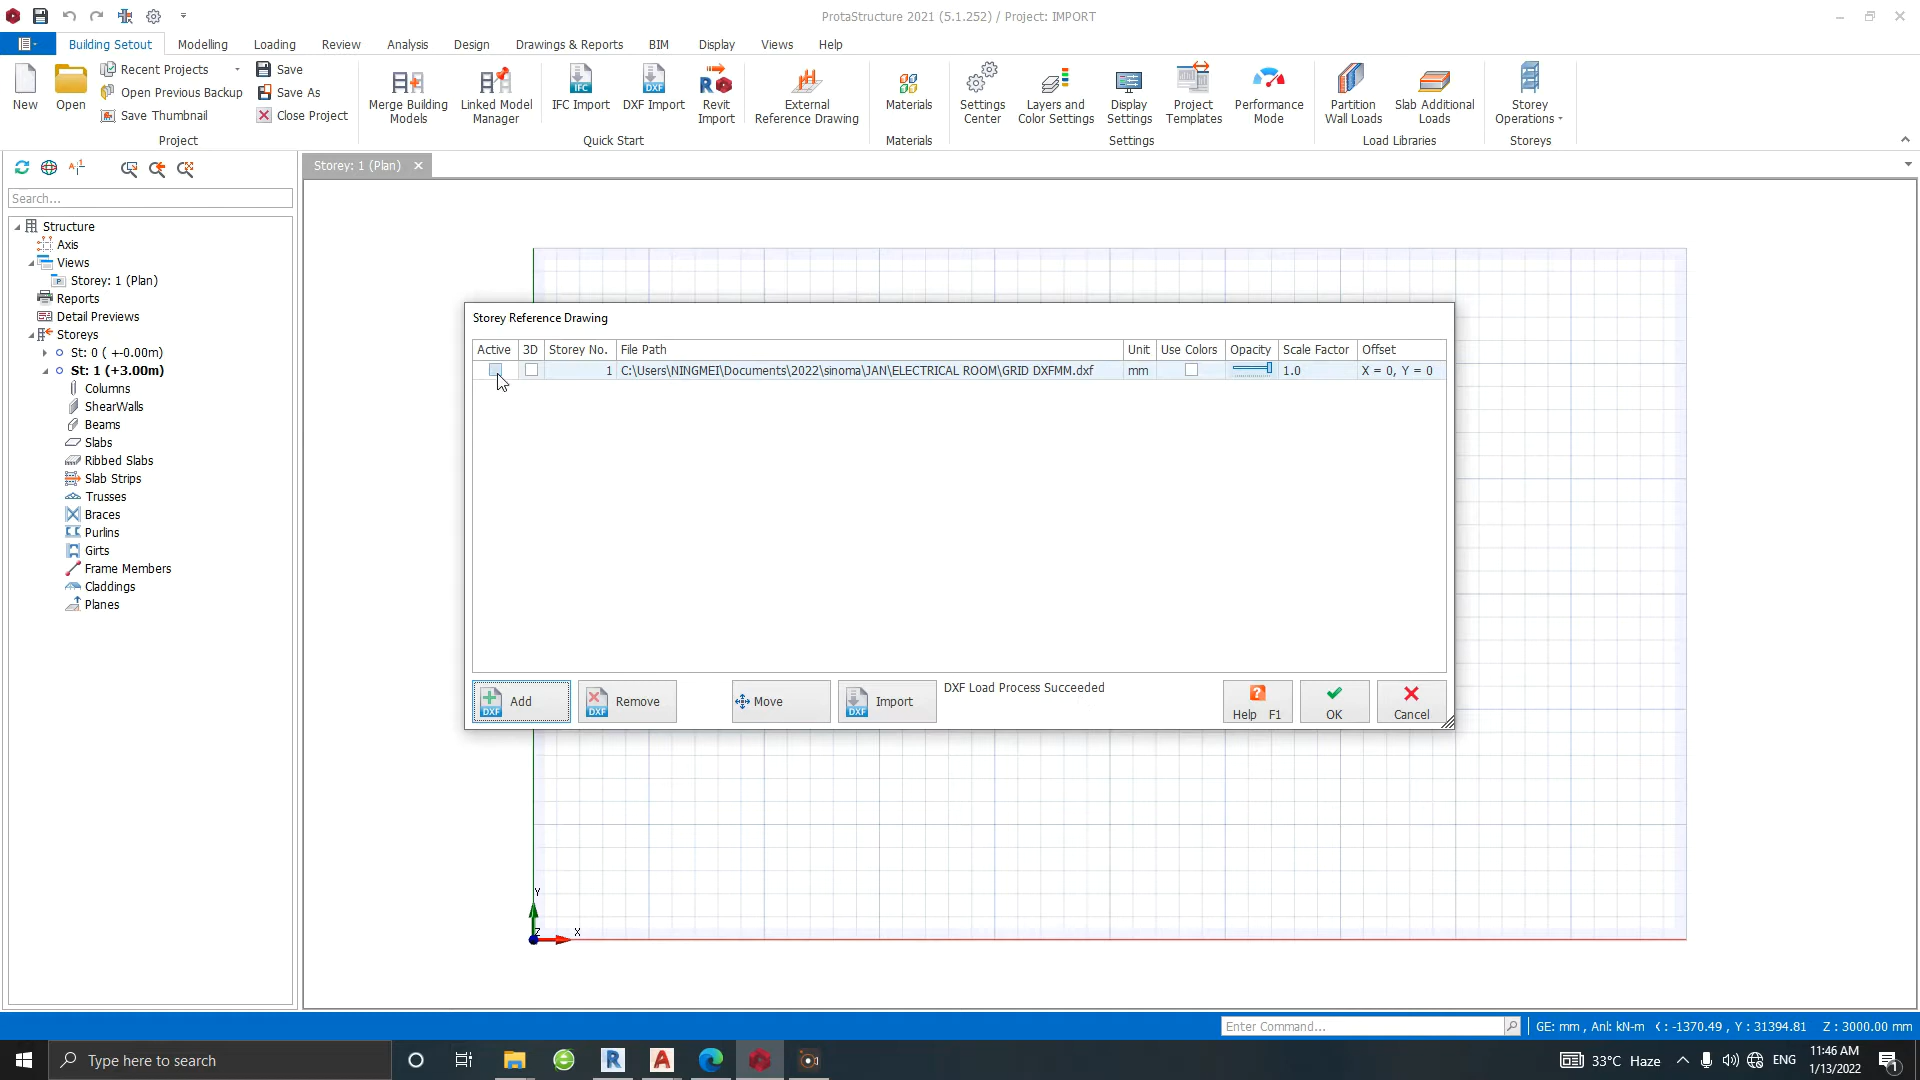 ProtaStructure 2021 (5.1.252) / Project: IMPORT
Building Setout
Modelling
Loading
Review
Analysis
Design
Drawings & Reports
BIM
Display
Views
Help
New
Open
Recent Projects
Open Previous Backup
Save Thumbnail
Save
Save As
Close Project
Project
Merge Building
Models
Linked Model
Manager
IFC
IFC Import
DXF
DXF Import
Revit
Import
External
Reference Drawing
Quick Start
Materials
Materials
Settings
Center
Layers and
Color Settings
Display
Settings
Project
Templates
Performance
Mode
Settings
Partition
Wall Loads
Slab Additional
Loads
Load Libraries
Storey
Operations
Storeys
Search...
Structure
Axis
Views
Storey: 1 (Plan)
Reports
Detail Previews
Storeys
St: 0 ( +-0.00m)
St: 1 (+3.00m)
Columns
ShearWalls
Beams
Slabs
Ribbed Slabs
Slab Strips
Trusses
Braces
Purlins
Girts
Frame Members
Claddings
Planes
Storey: 1 (Plan)
Storey Reference Drawing
Active 3D Storey No. File Path Unit Use Colors Opacity Scale Factor Offset
1 C:\Users\NINGMEI\Documents\2022\sinoma\JAN\ELECTRICAL ROOM\GRID DXFMM.dxf mm 1.0 X = 0, Y = 0
DXF Add
DXF Remove
Move
DXF Import
DXF Load Process Succeeded
Help F1
OK
Cancel
Y
Z
X
Enter Command...
GE: mm , Anl: kN-m
: -1370.49 , Y : 31394.81
Z : 3000.00 mm
Type here to search
33°C Haze
ENG
11:46 AM
1/13/2022
1